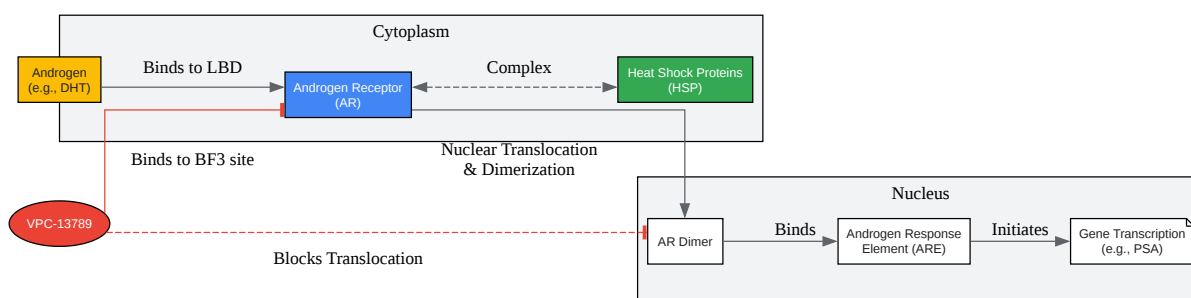 Cytoplasm
Androgen
(e.g., DHT)
Binds to LBD
Androgen Receptor
(AR)
Complex
Heat Shock Proteins
(HSP)
Binds to BF3 site
Nuclear Translocation
& Dimerization
Nucleus
VPC-13789
Blocks Translocation
AR Dimer
Binds
Androgen Response
Element (ARE)
Initiates
Gene Transcription
(e.g., PSA)